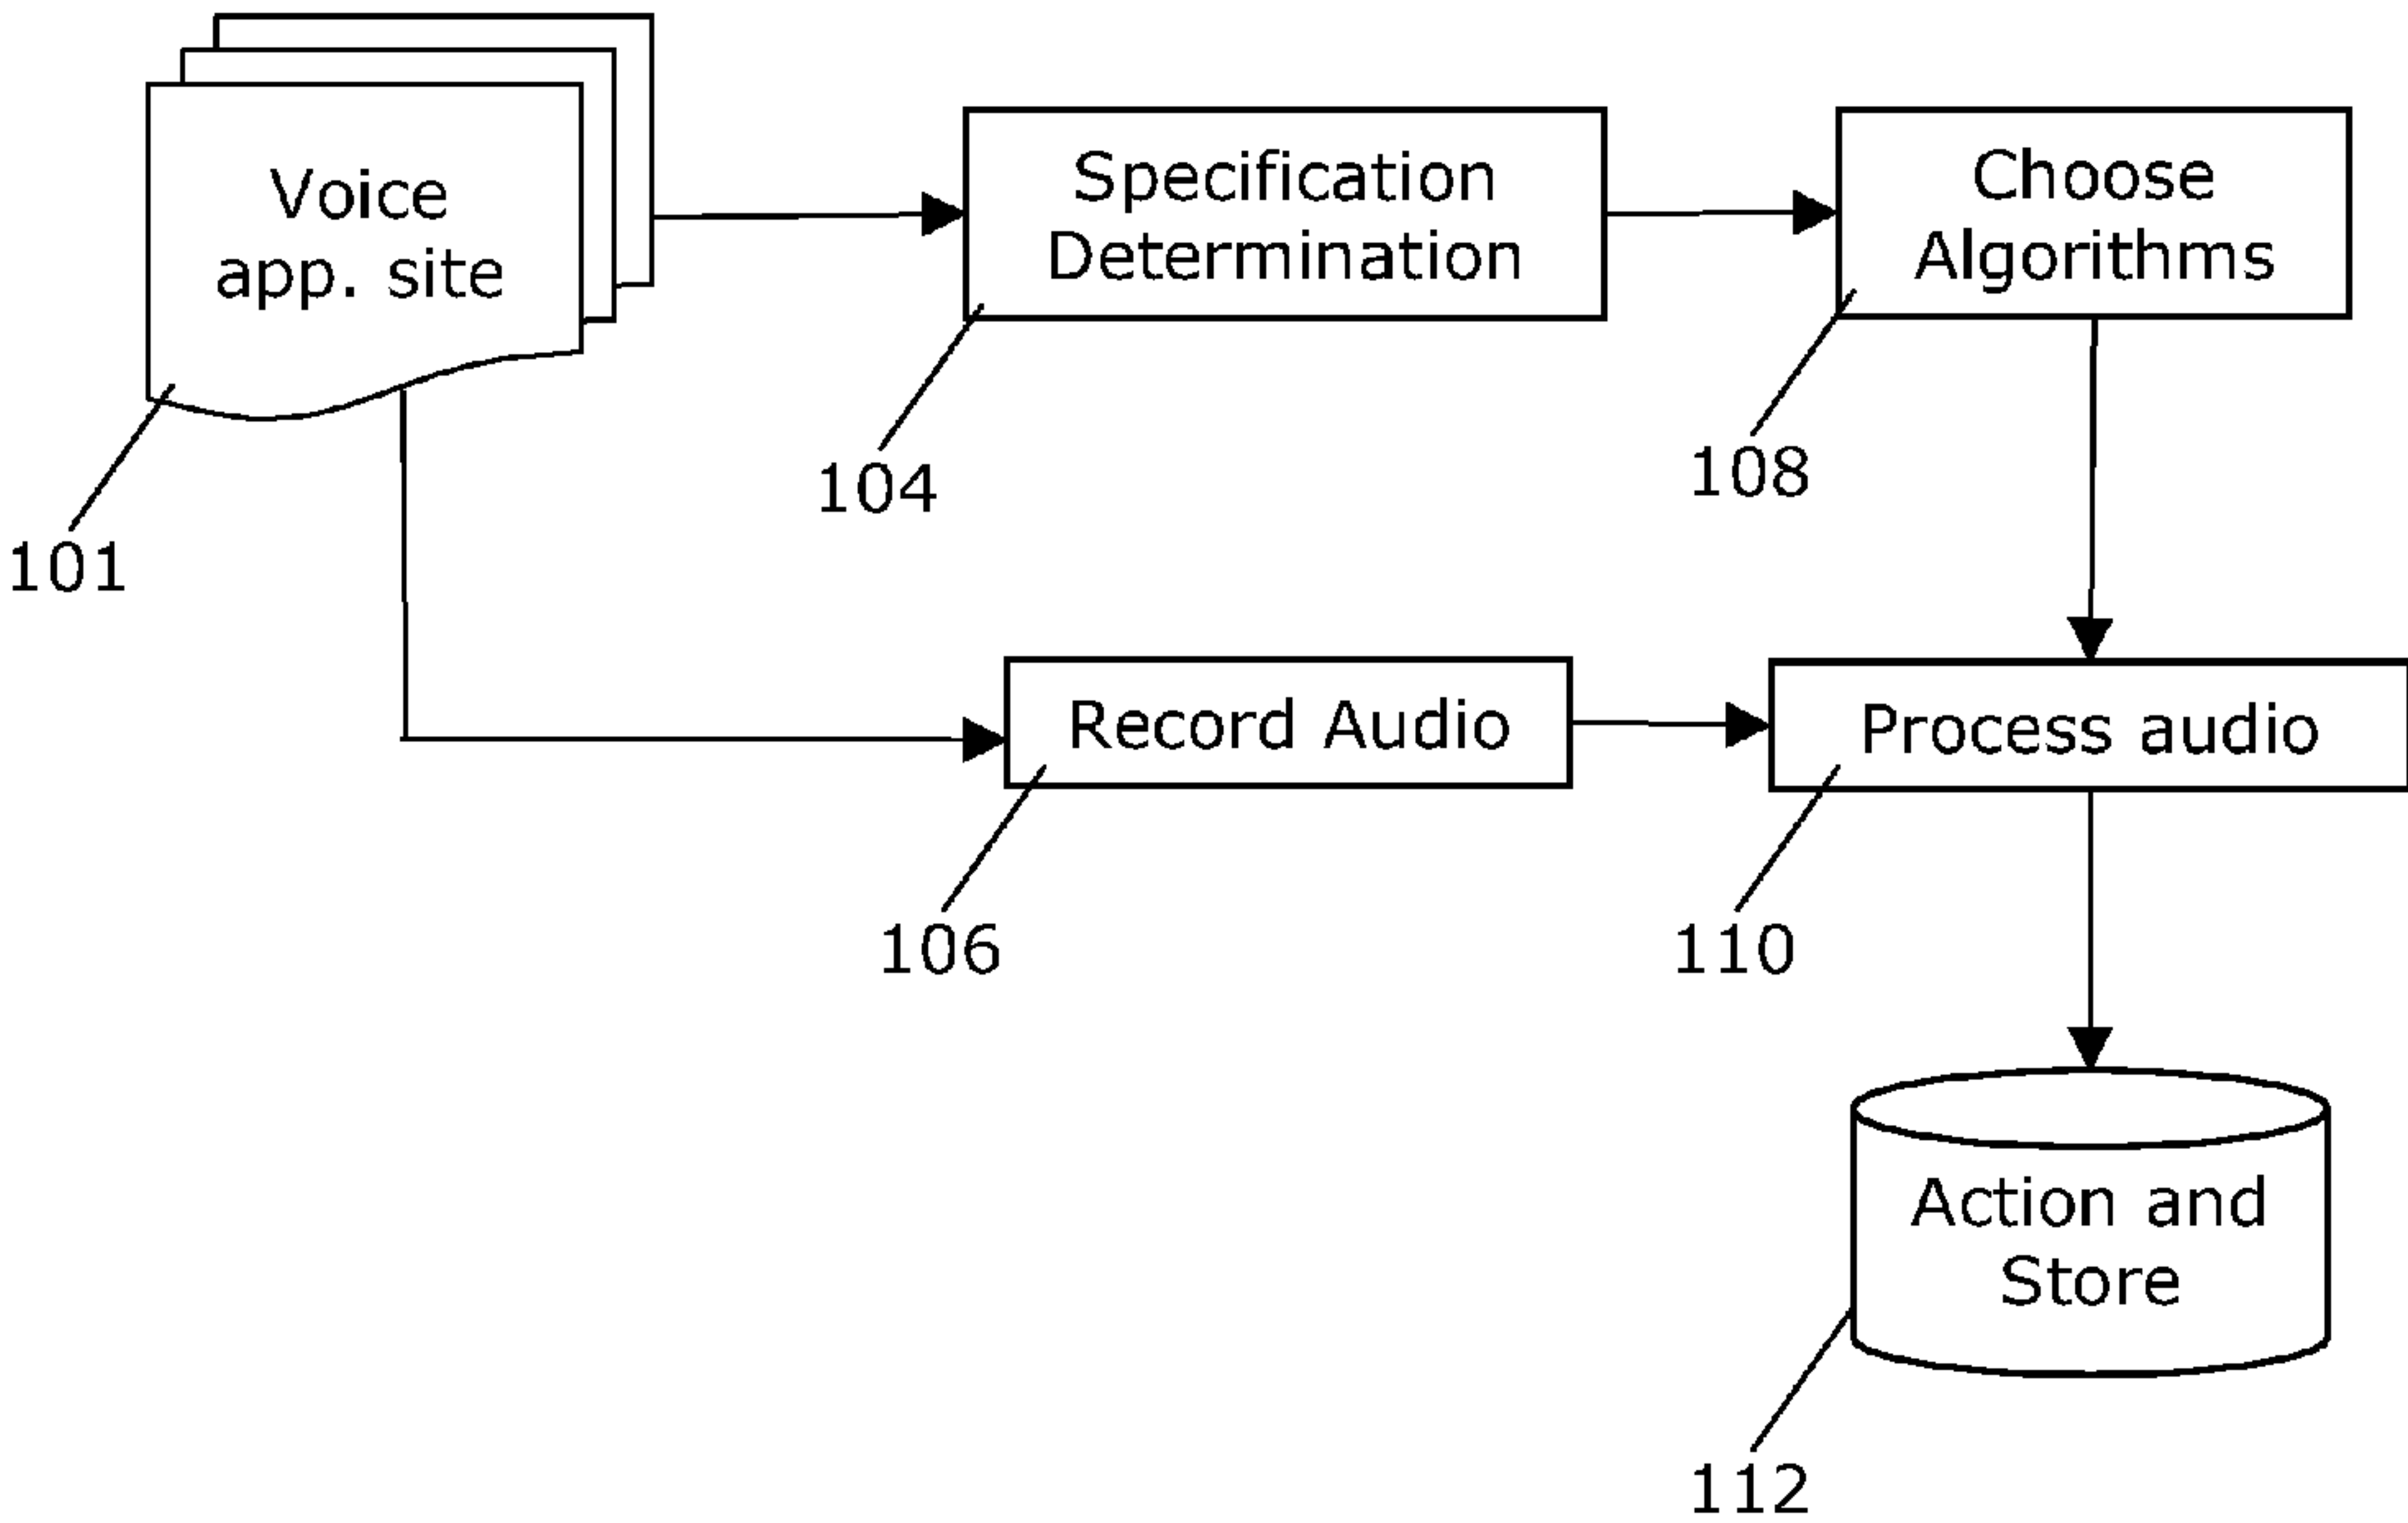 Voice
app. site
101
Specification
Determination
104
Choose
Algorithms
108
Record Audio
106
Process audio
110
Action and
Store
112